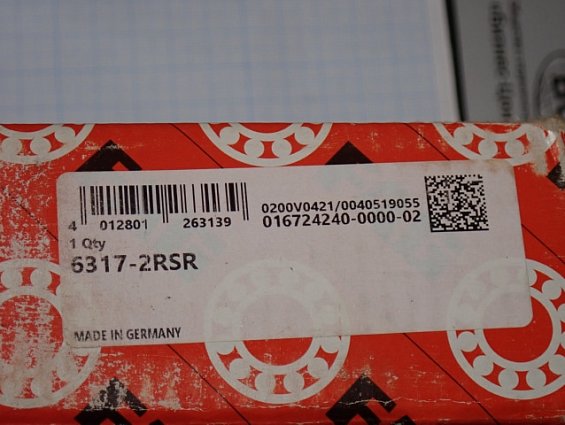 4 012801 263139
0200V0421/0040519055
016724240-0000-02
1 Qty
6317-2RSR
MADE IN GERMANY